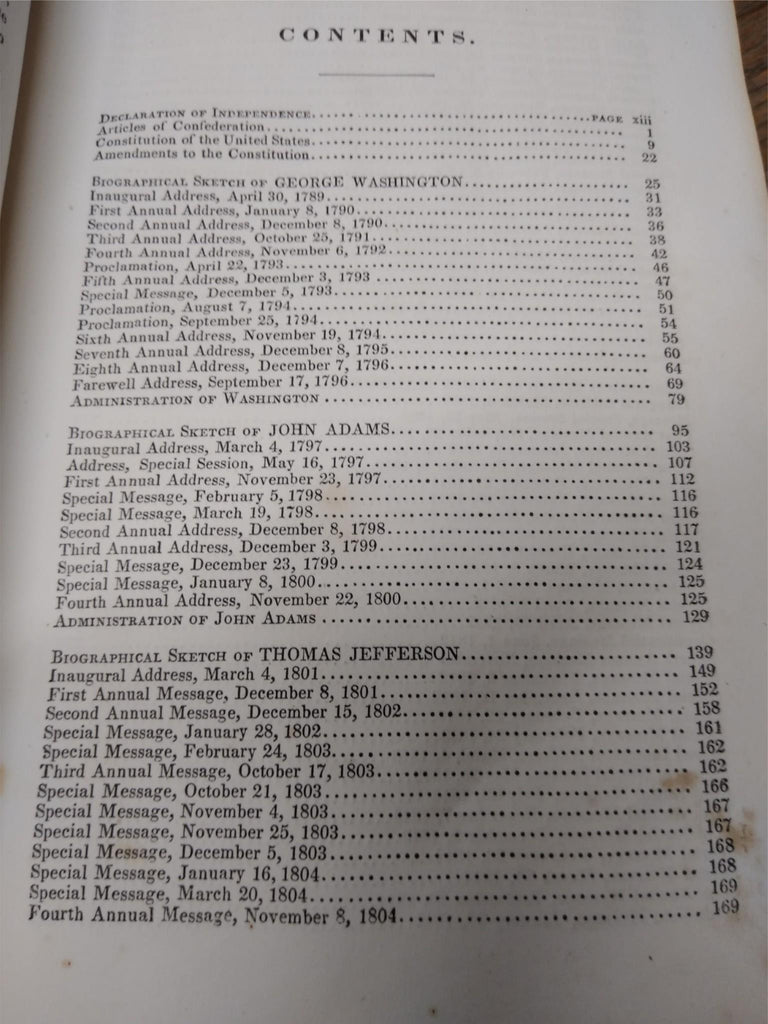 CONTENTS.
DECLARATION OF INDEPENDENCE..............................PAGE xiii
Articles of Confederation.............................. 1
Constitution of the United States.............................. 9
Amendments to the Constitution.............................. 22
BIOGRAPHICAL SKETCH OF GEORGE WASHINGTON.............................. 25
Inaugural Address, April 30, 1789.............................. 31
First Annual Address, January 8, 1790.............................. 33
Second Annual Address, December 8, 1790.............................. 36
Third Annual Address, October 25, 1791.............................. 38
Fourth Annual Address, November 6, 1792.............................. 42
Proclamation, April 22, 1793.............................. 46
Fifth Annual Address, December 3, 1793.............................. 47
Special Message, December 5, 1793.............................. 50
Proclamation, August 7, 1794.............................. 51
Proclamation, September 25, 1794.............................. 54
Sixth Annual Address, November 19, 1794.............................. 55
Seventh Annual Address, December 8, 1795.............................. 60
Eighth Annual Address, December 7, 1796.............................. 64
Farewell Address, September 17, 1796.............................. 69
ADMINISTRATION OF WASHINGTON.............................. 79
BIOGRAPHICAL SKETCH OF JOHN ADAMS.............................. 95
Inaugural Address, March 4, 1797.............................. 103
Address, Special Session, May 16, 1797.............................. 107
First Annual Address, November 23, 1797.............................. 112
Special Message, February 5, 1798.............................. 116
Special Message, March 19, 1798.............................. 116
Second Annual Address, December 8, 1798.............................. 117
Third Annual Address, December 3, 1799.............................. 121
Special Message, December 23, 1799.............................. 124
Special Message, January 8, 1800.............................. 125
Fourth Annual Address, November 22, 1800.............................. 125
ADMINISTRATION OF JOHN ADAMS.............................. 129
BIOGRAPHICAL SKETCH OF THOMAS JEFFERSON.............................. 139
Inaugural Address, March 4, 1801.............................. 149
First Annual Message, December 8, 1801.............................. 152
Second Annual Message, December 15, 1802.............................. 158
Special Message, January 28, 1802.............................. 161
Special Message, February 24, 1803.............................. 162
Third Annual Message, October 17, 1803.............................. 162
Special Message, October 21, 1803.............................. 166
Special Message, November 4, 1803.............................. 167
Special Message, November 25, 1803.............................. 167
Special Message, December 5, 1803.............................. 168
Special Message, January 16, 1804.............................. 168
Special Message, March 20, 1804.............................. 169
Fourth Annual Message, November 8, 1804.............................. 169